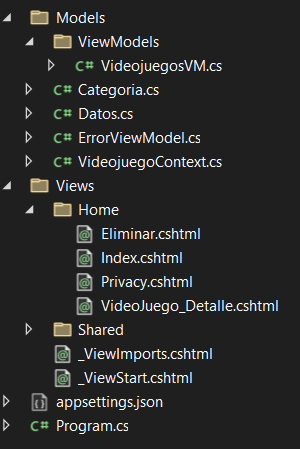 Models
ViewModels
C# VideojuegosVM.cs
C# Categoria.cs
C# Datos.cs
C# ErrorViewModel.cs
C# VideojuegoContext.cs
Views
Home
Eliminar.cshtml
Index.cshtml
Privacy.cshtml
VideoJuego_Detalle.cshtml
Shared
_ViewImports.cshtml
_ViewStart.cshtml
appsettings.json
C# Program.cs